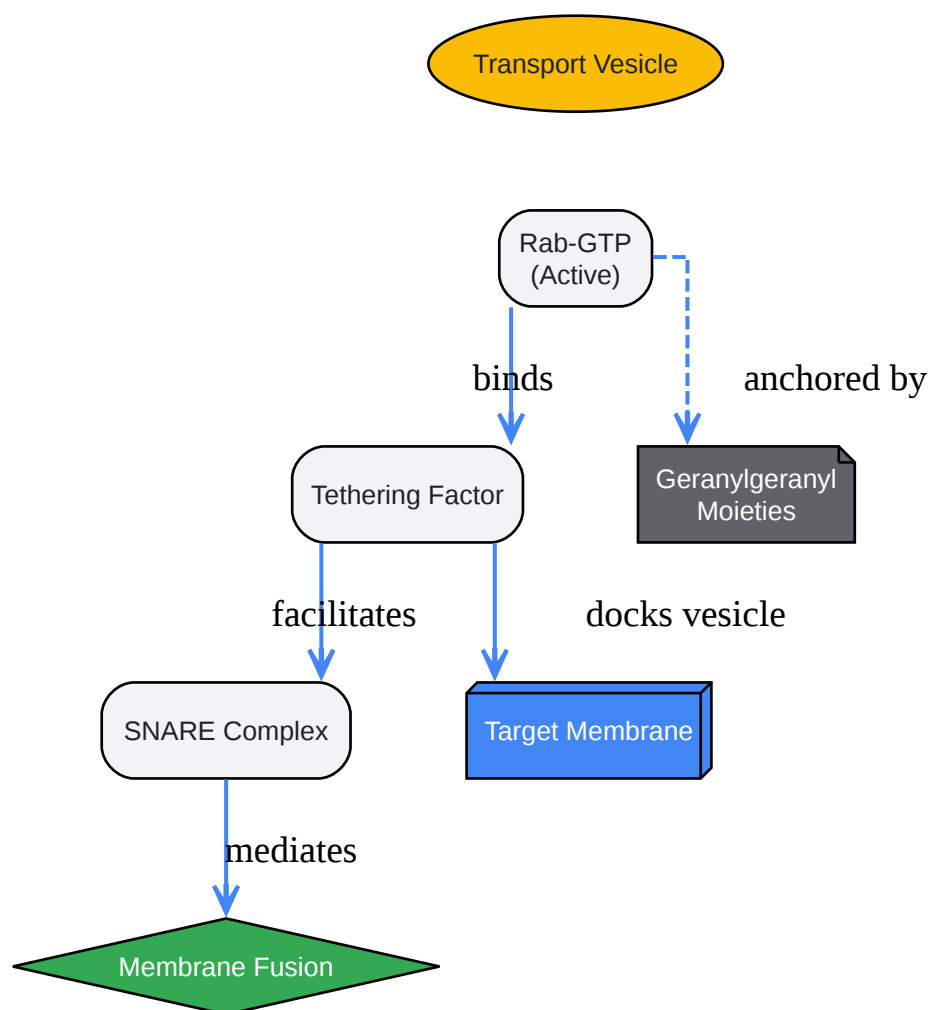 Transport Vesicle
Rab-GTP
(Active)
binds
anchored by
Tethering Factor
Geranylgeranyl
Moieties
facilitates
docks vesicle
SNARE Complex
Target Membrane
mediates
Membrane Fusion